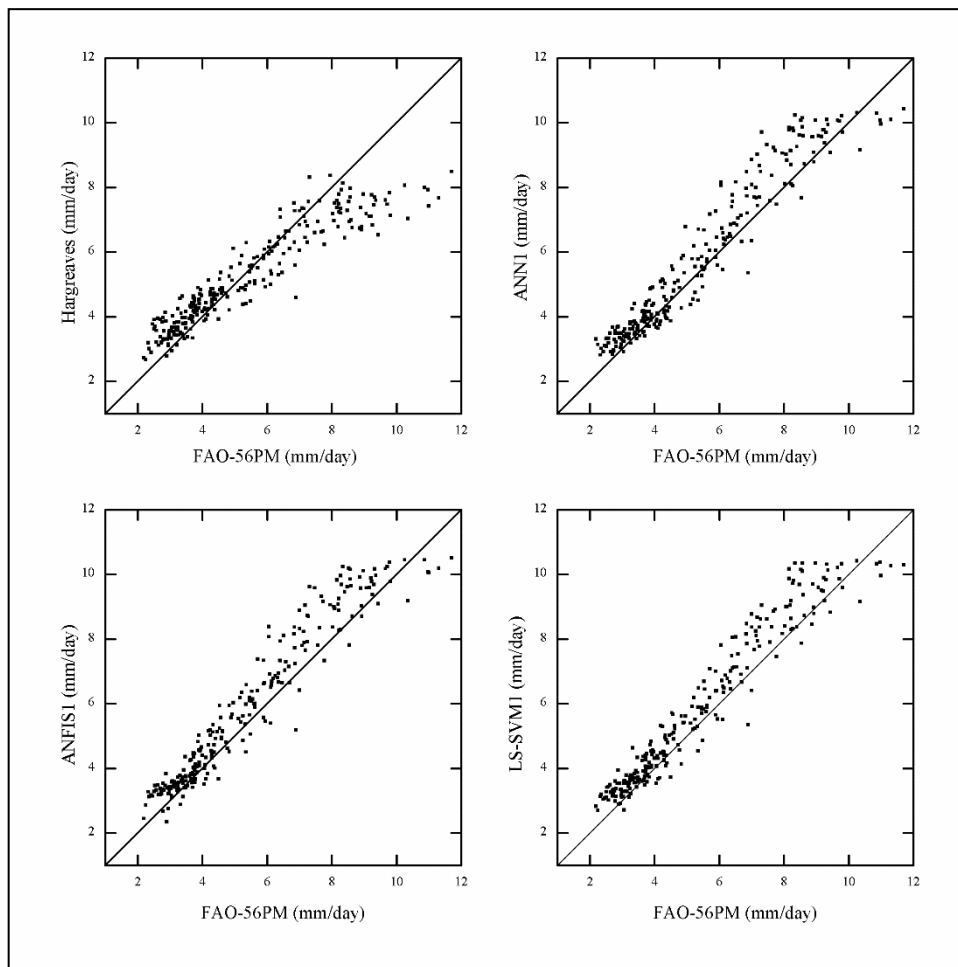 12
10
8
6
4
2
Hargreaves (mm/day)
2 4 6 8 10 12
FAO-56PM (mm/day)
12
10
8
6
4
2
ANN1 (mm/day)
2 4 6 8 10 12
FAO-56PM (mm/day)
12
10
8
6
4
2
ANFIS1 (mm/day)
2 4 6 8 10 12
FAO-56PM (mm/day)
12
10
8
6
4
2
LS-SVM1 (mm/day)
2 4 6 8 10 12
FAO-56PM (mm/day)